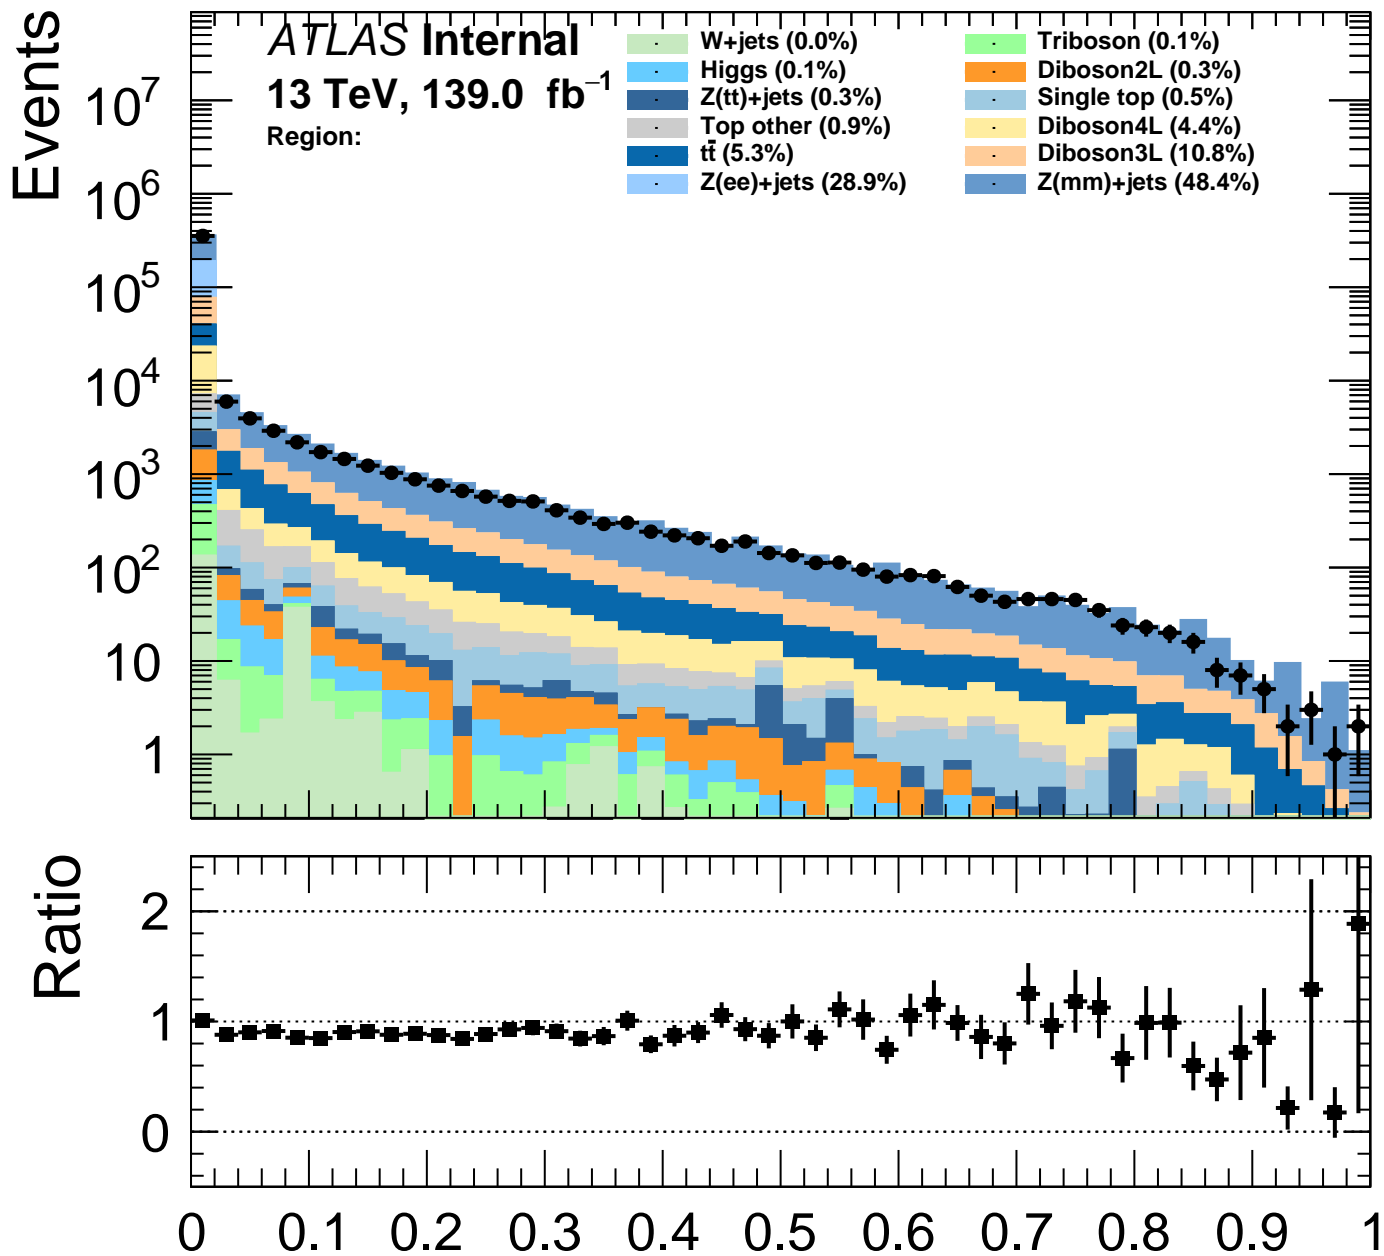 Events
ATLAS Internal
13 TeV, 139.0 fb⁻¹
Region:
W+jets (0.0%)
Higgs (0.1%)
Z(tt)+jets (0.3%)
Top other (0.9%)
tt̄ (5.3%)
Z(ee)+jets (28.9%)
Triboson (0.1%)
Diboson2L (0.3%)
Single top (0.5%)
Diboson4L (4.4%)
Diboson3L (10.8%)
Z(mm)+jets (48.4%)
10⁷
10⁶
10⁵
10⁴
10³
10²
10
1
Ratio
2
1
0
0 0.1 0.2 0.3 0.4 0.5 0.6 0.7 0.8 0.9 1